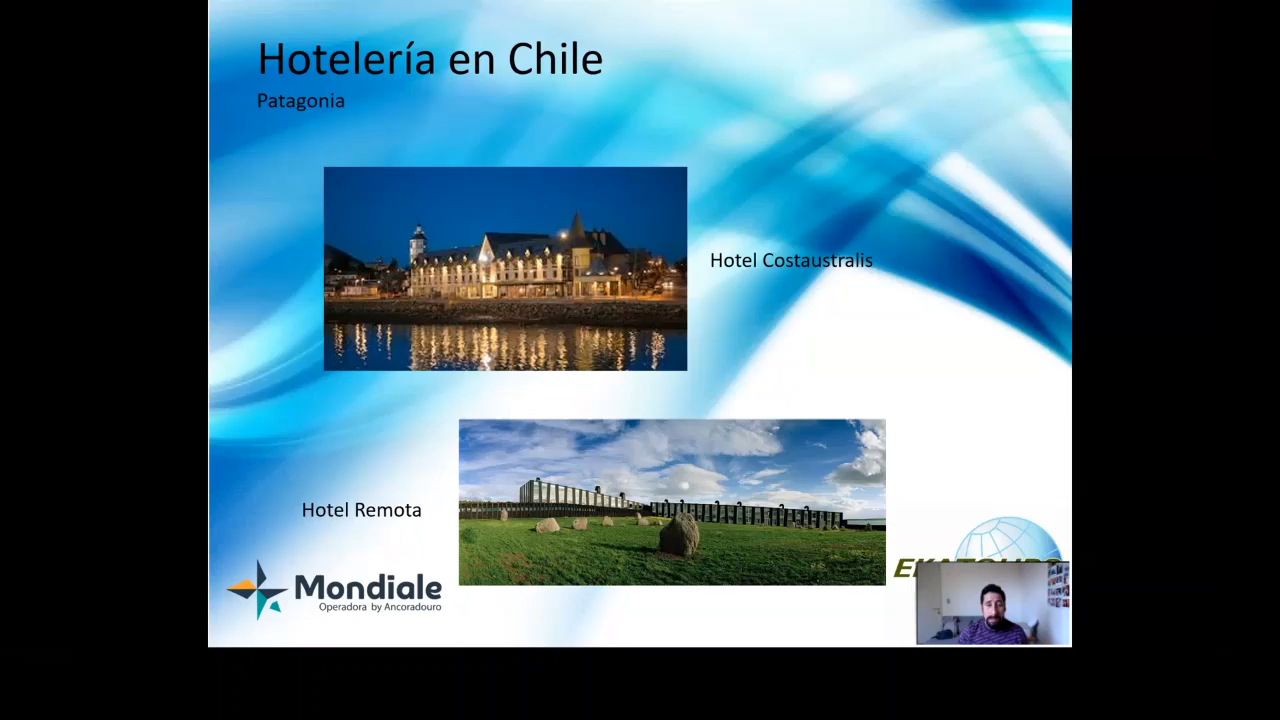 Hotelería en Chile
Patagonia
Hotel Costaustralis
Hotel Remota
Mondiale
Operadora by Ancoradouro